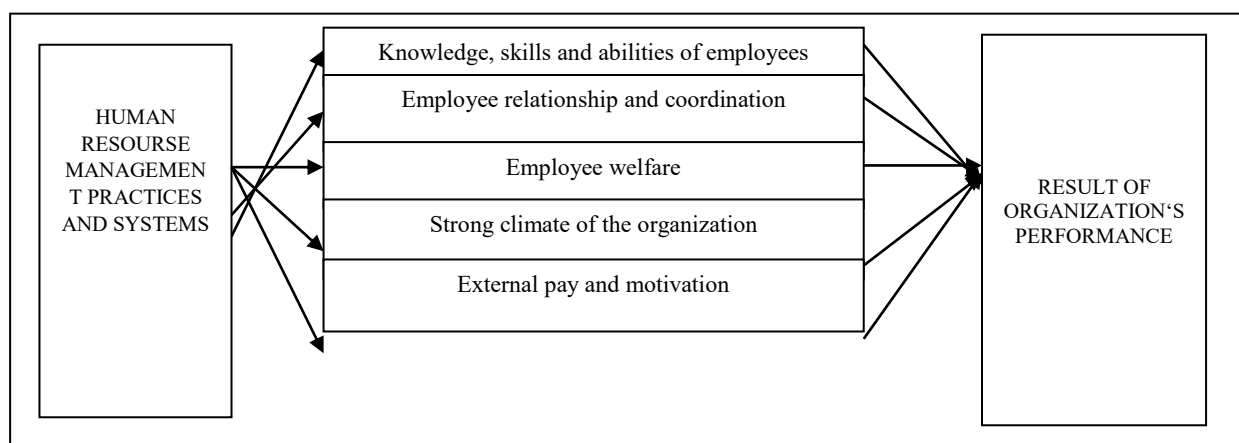 HUMAN
RESOURSE
MANAGEMEN
T PRACTICES
AND SYSTEMS
Knowledge, skills and abilities of employees
Employee relationship and coordination
Employee welfare
Strong climate of the organization
External pay and motivation
RESULT OF
ORGANIZATION‘S
PERFORMANCE